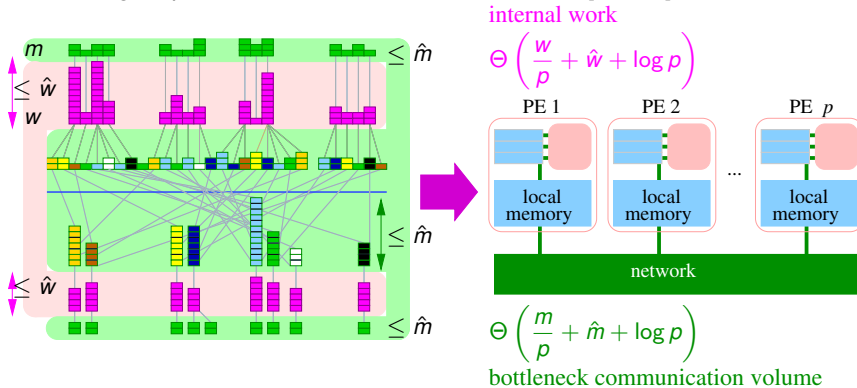 m
≤ m̂
≤ ŵ
w
≤ m̂
≤ ŵ
≤ m̂
internal work
Θ(w/p + ŵ + log p)
PE 1 PE 2 PE p
...
local memory local memory local memory
network
Θ(m/p + m̂ + log p)
bottleneck communication volume